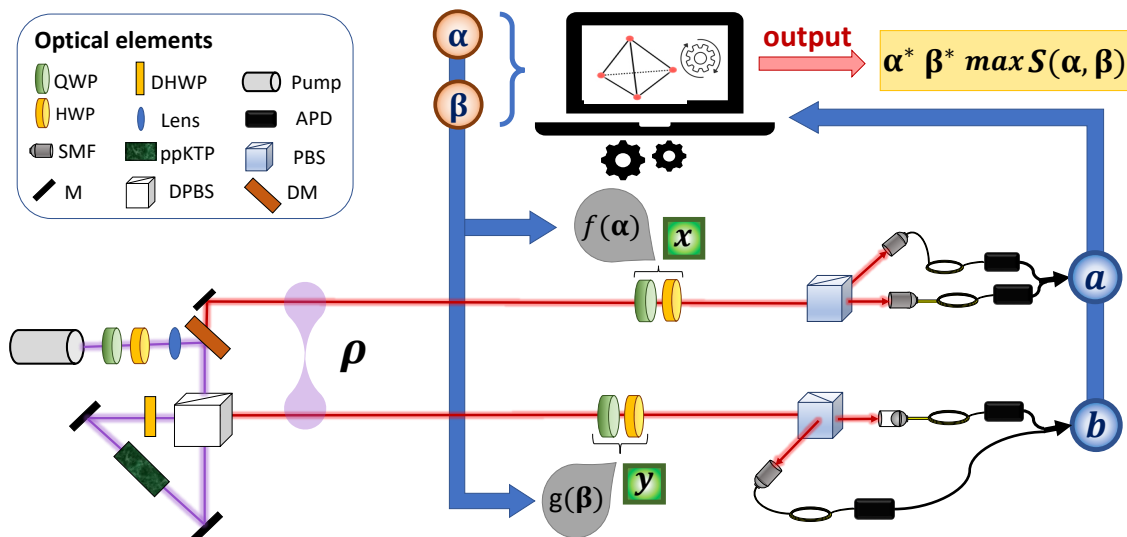 Optical elements
QWP
DHWP
Pump
HWP
Lens
APD
SMF
ppKTP
PBS
M
DPBS
DM
α
β
output
α* β* max S(α, β)
f(α)
x
a
ρ
b
g(β)
y